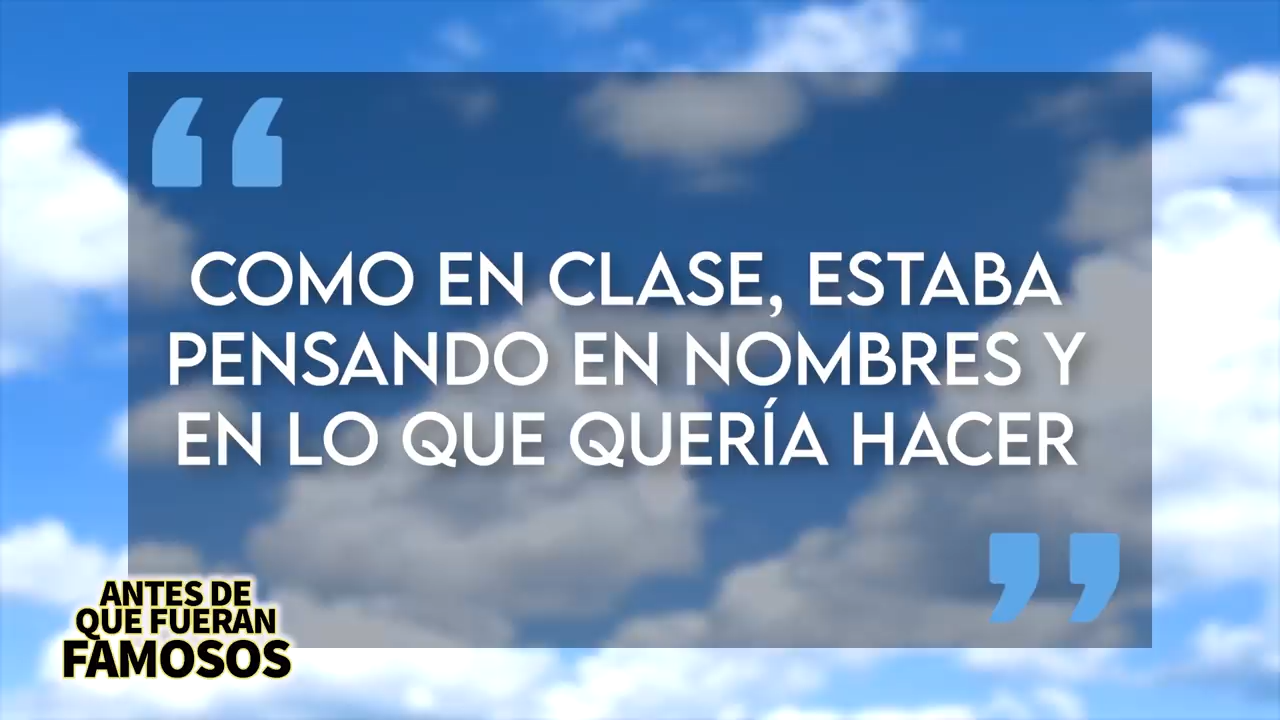 “
COMO EN CLASE, ESTABA
PENSANDO EN NOMBRES Y
EN LO QUE QUERÍA HACER
”
ANTES DE
QUE FUERAN
FAMOSOS